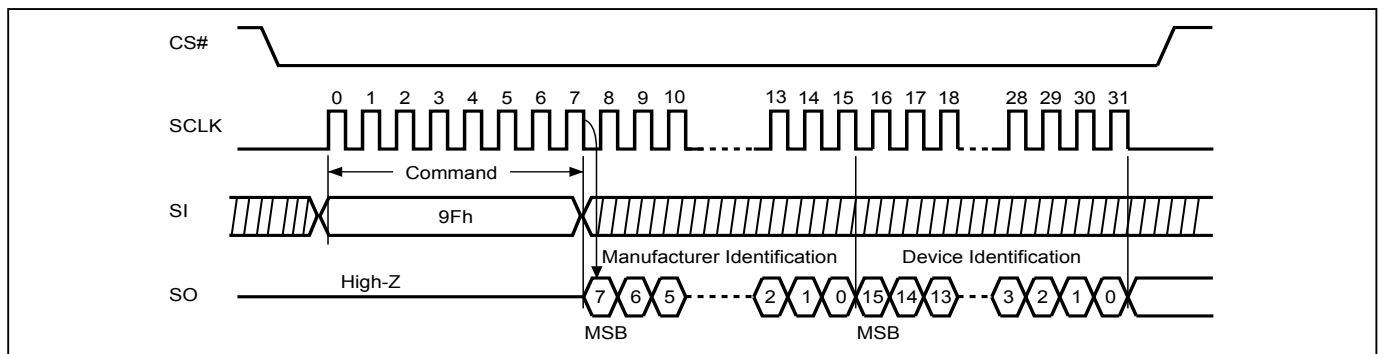 CS#
0 1 2 3 4 5 6 7 8 9 10 13 14 15 16 17 18 28 29 30 31
SCLK
Command
SI
9Fh
Manufacturer Identification Device Identification
High-Z
SO
7 6 5 2 1 0 15 14 13 3 2 1 0
MSB MSB